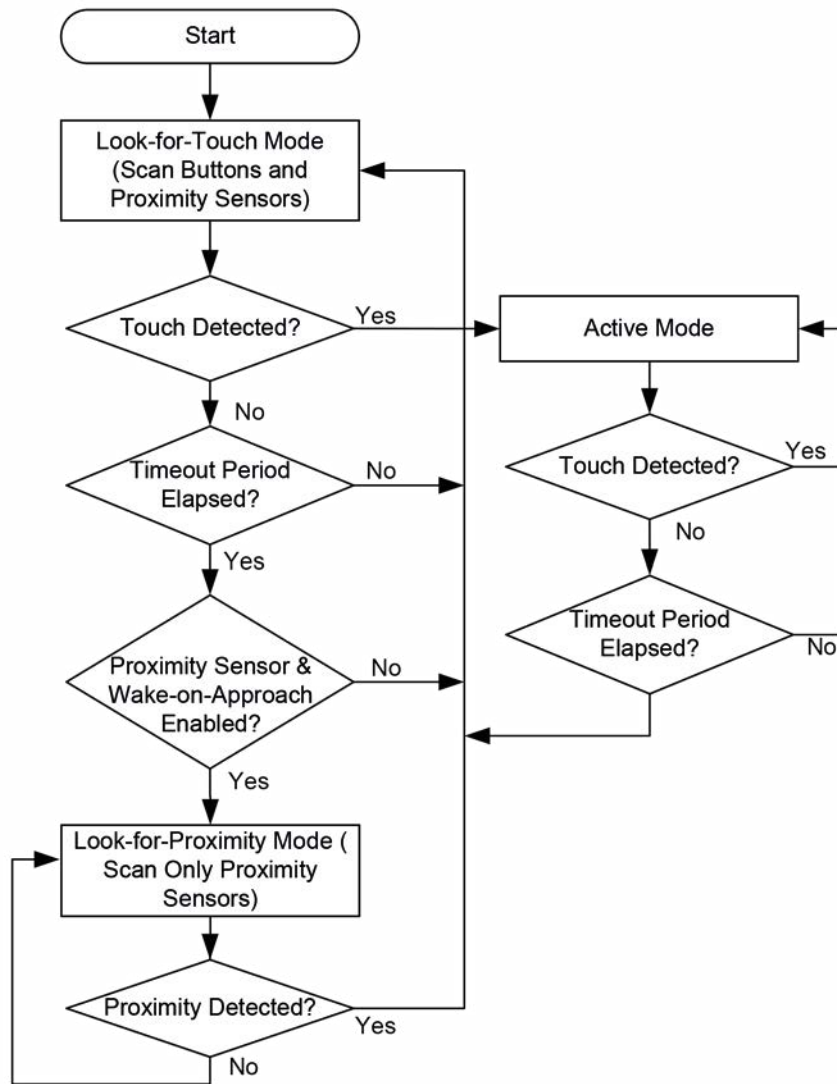 Start
Look-for-Touch Mode
(Scan Buttons and
Proximity Sensors)
Touch Detected?
Yes
No
Timeout Period
Elapsed?
No
Yes
Proximity Sensor &
Wake-on-Approach
Enabled?
No
Yes
Look-for-Proximity Mode (
Scan Only Proximity
Sensors)
Proximity Detected?
Yes
No
Active Mode
Touch Detected?
Yes
No
Timeout Period
Elapsed?
No